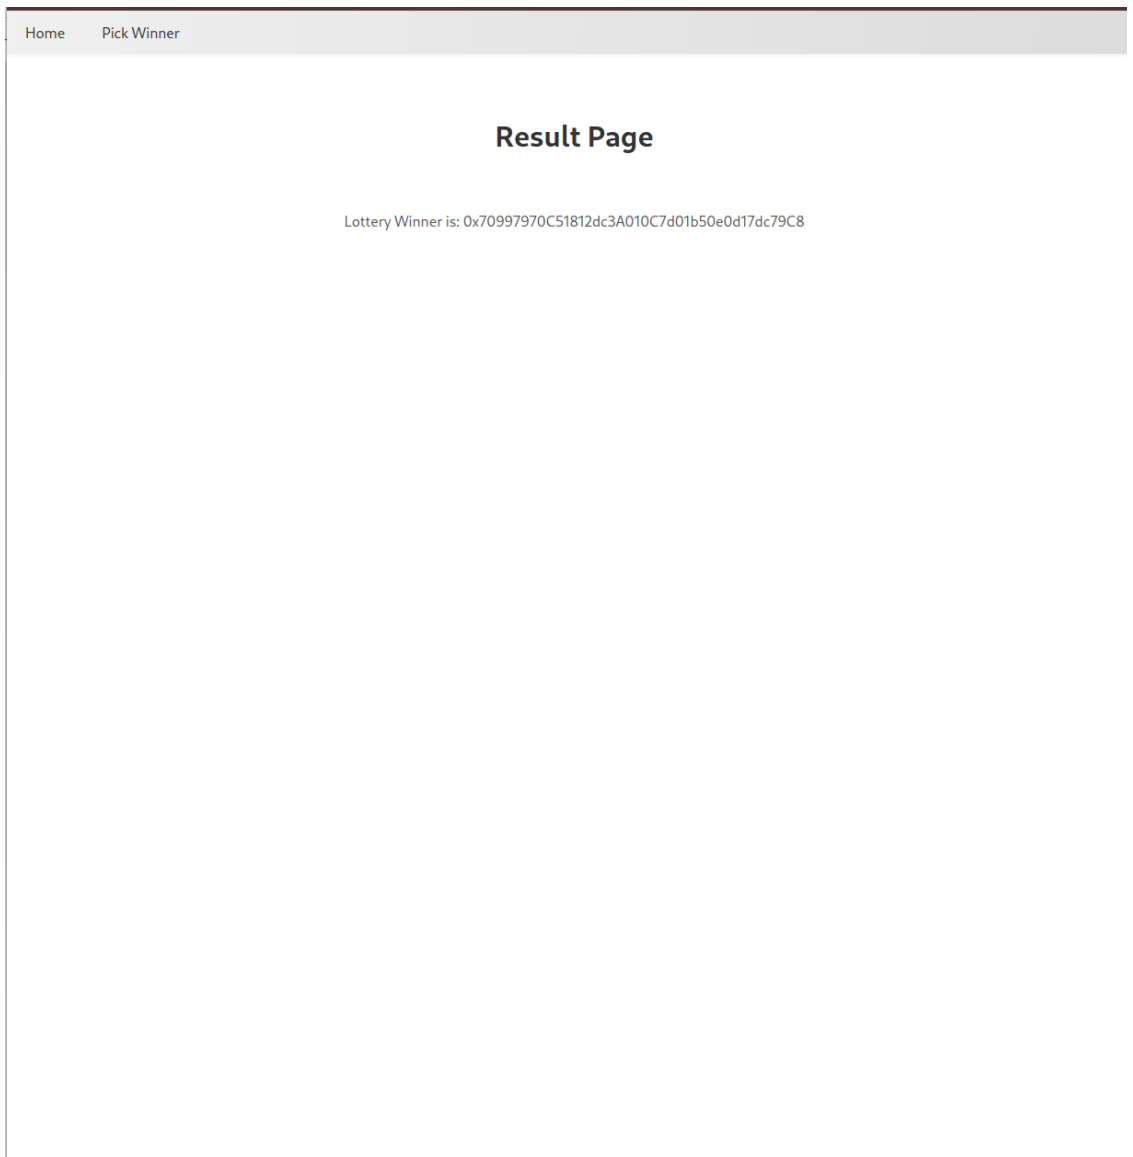 Home Pick Winner
Result Page
Lottery Winner is: 0x70997970C51812dc3A010C7d01b50e0d17dc79C8